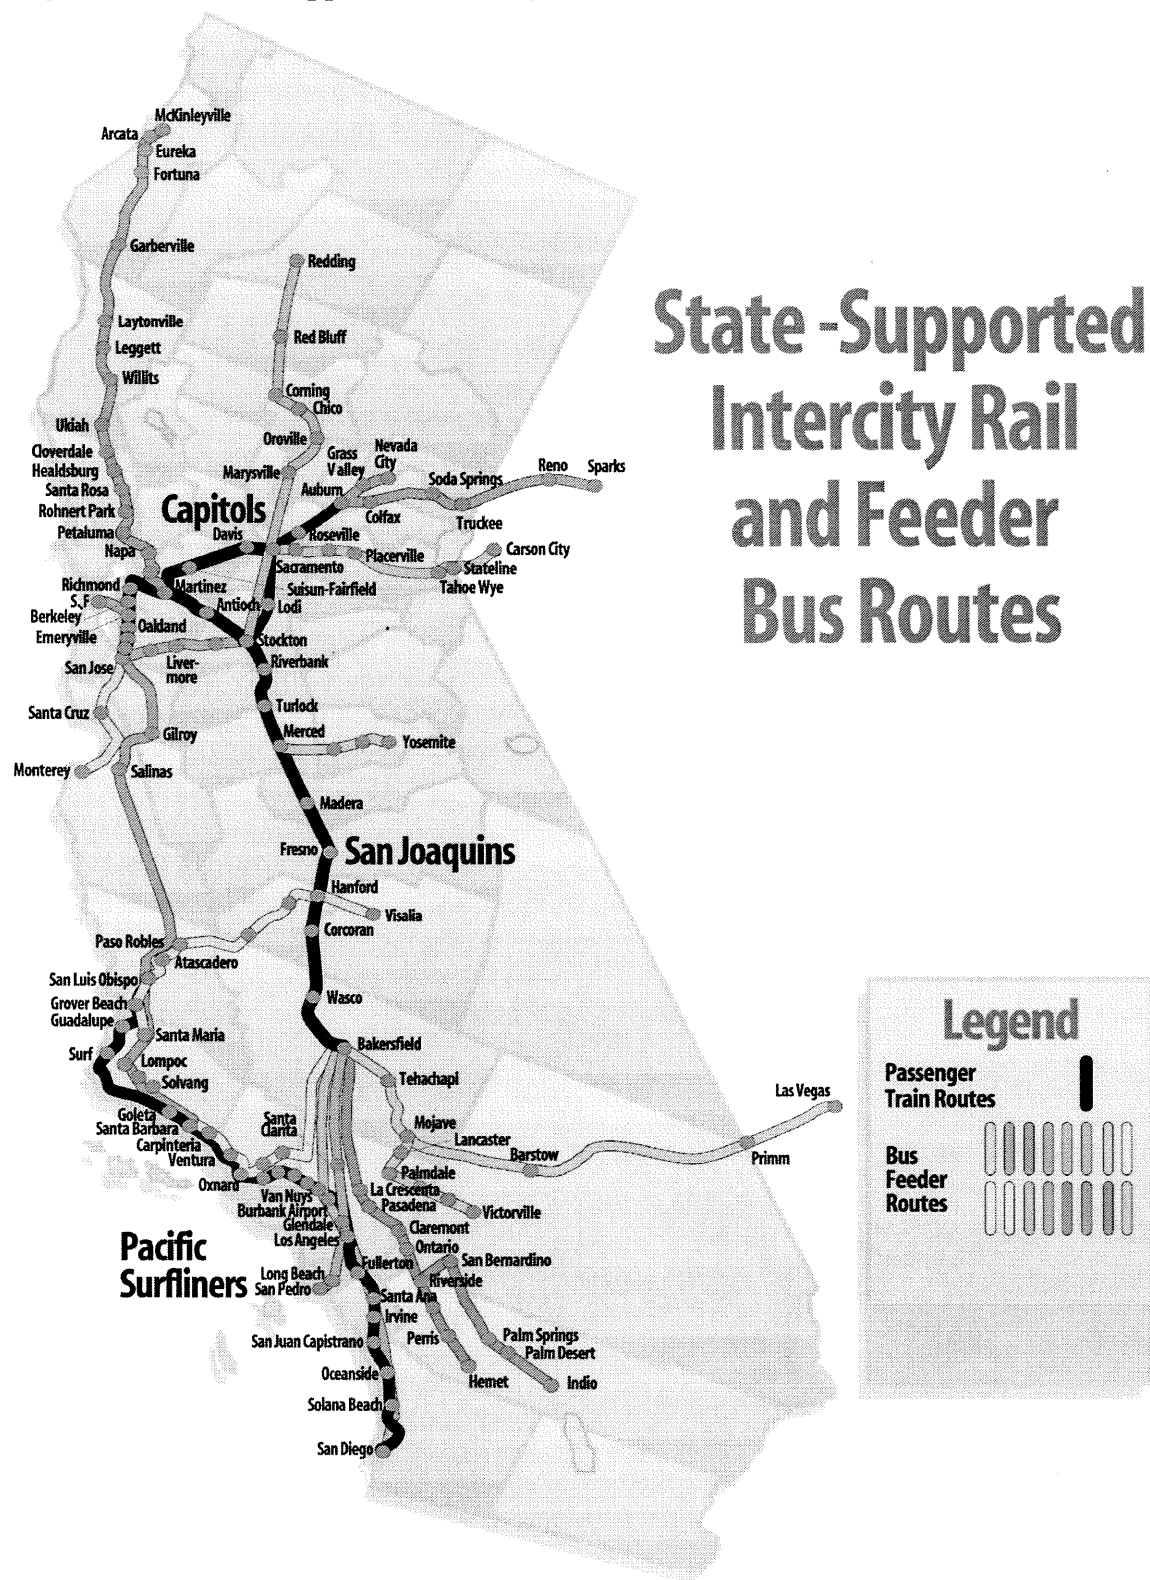 McKinleyville
Arcata
Eureka
Fortuna
Garberville
Redding
Laytonville
Red Bluff
Leggett
Willits
Corning
Chico
Ukiah
Oroville
Cloverdale
Grass
Valley
Nevada
City
Healdsburg
Marysville
Soda Springs
Reno
Sparks
Santa Rosa
Auburn
Capitols
Rohnert Park
Colfax
Truckee
Petaluma
Davis
Roseville
Napa
Placerville
Carson City
Sacramento
Stateline
Richmond
Martinez
Suisun-Fairfield
Tahoe Wye
S.F
Antioch
Lodi
Berkeley
Oakland
Emeryville
Stockton
San Jose
Liver-
more
Riverbank
Santa Cruz
Turlock
Gilroy
Merced
Yosemite
Monterey
Salinas
Madera
Fresno
San Joaquins
Hanford
Visalia
Corcoran
Paso Robles
Atascadero
San Luis Obispo
Wasco
Grover Beach
Guadalupe
Santa Maria
Surf
Bakersfield
Lompoc
Solvang
Tehachapi
Las Vegas
Goleta
Santa Barbara
Santa
Clarita
Mojave
Carpinteria
Lancaster
Ventura
Barstow
Primm
Oxnard
Palmdale
Van Nuys
La Crescenta
Burbank Airport
Pasadena
Victorville
Glendale
Claremont
Los Angeles
Ontario
Pacific
Surfliners
Fullerton
San Bernardino
Long Beach
San Pedro
Riverside
Santa Ana
Irvine
San Juan Capistrano
Perris
Palm Springs
Palm Desert
Oceanside
Hemet
Indio
Solana Beach
San Diego
State -Supported
Intercity Rail
and Feeder
Bus Routes
Legend
Passenger
Train Routes
Bus
Feeder
Routes